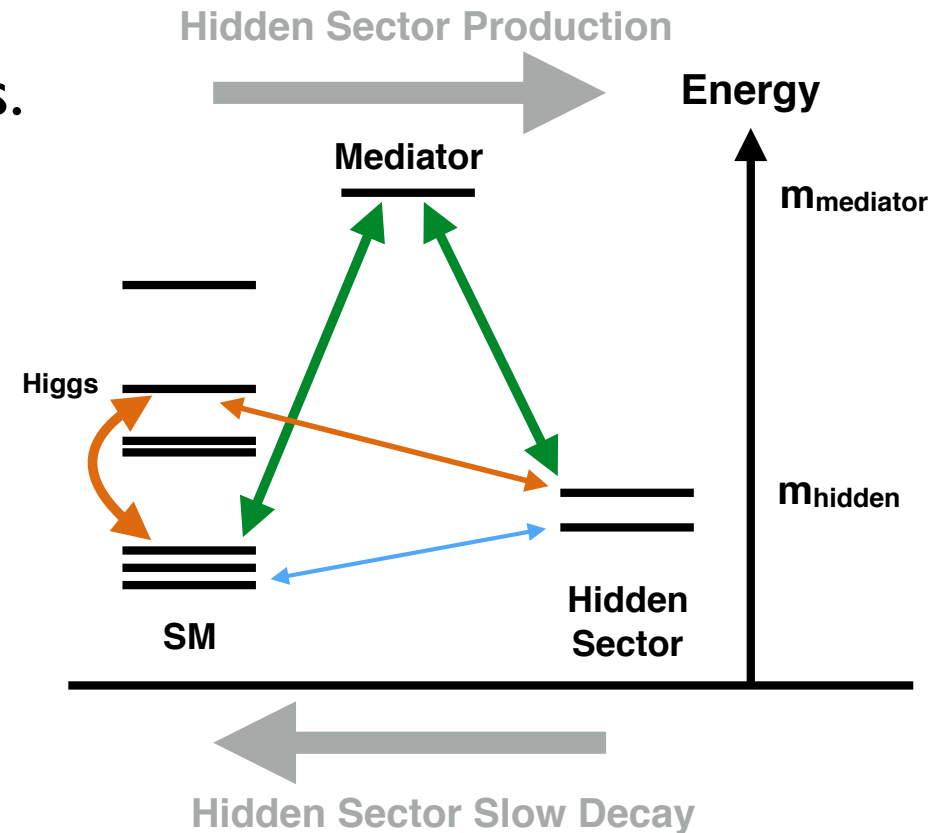 Hidden Sector Production
s.
Energy
Mediator
m_mediator
Higgs
m_hidden
Hidden
Sector
SM
Hidden Sector Slow Decay